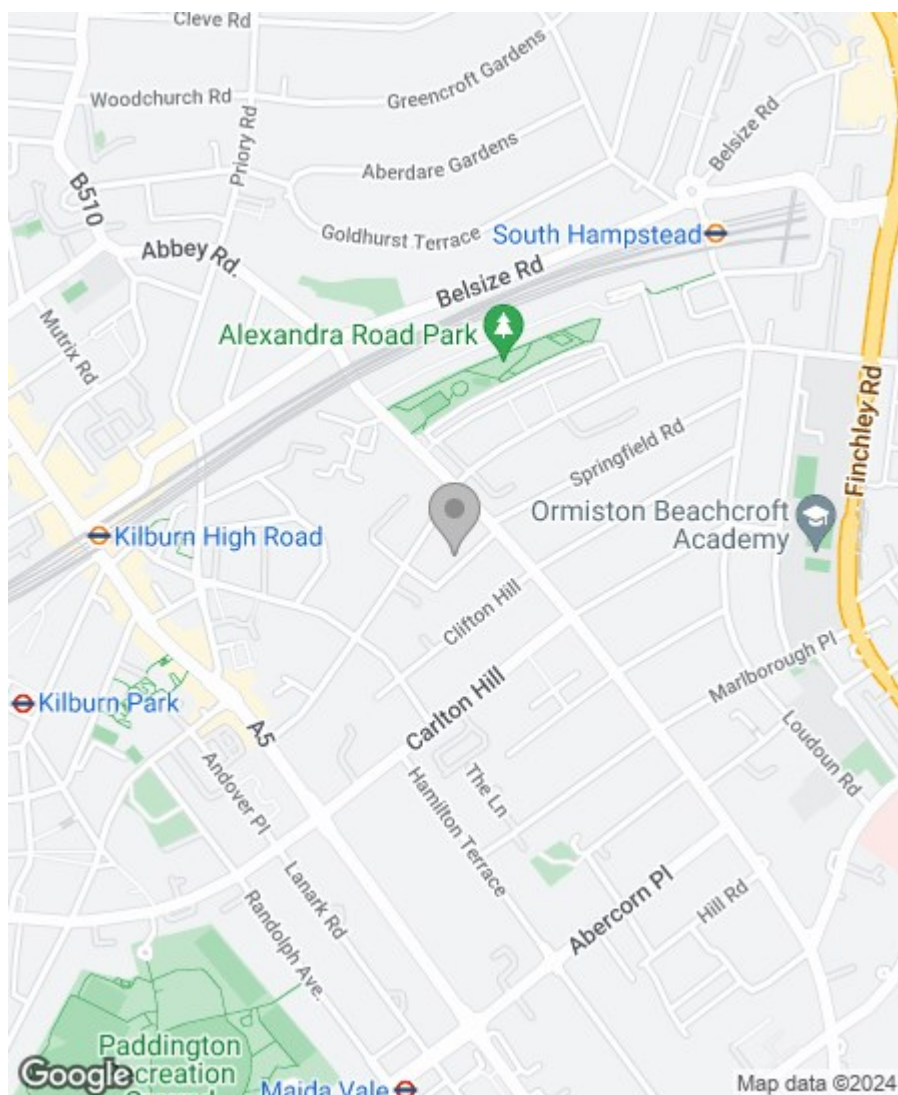 Cleve Rd
Greencroft Gardens
Woodchurch Rd
Priory Rd
Belsize Rd
Aberdare Gardens
B510
Goldhurst Terrace
South Hampstead
Abbey Rd.
Belsize Rd
Mutrix Rd
Alexandra Road Park
Finchley Rd
Springfield Rd
Ormiston Beachcroft
Academy
Kilburn High Road
Clifton Hill
Marlborough Pl
Kilburn Park
A5
Carlton Hill
Loudoun Rd
Andover Pl
Hamilton Terrace
The Ln
Lanark Rd
Randolph Ave.
Abercorn Pl
Hill Rd
Paddington
creation
Google
Maida Vale
Map data ©2024